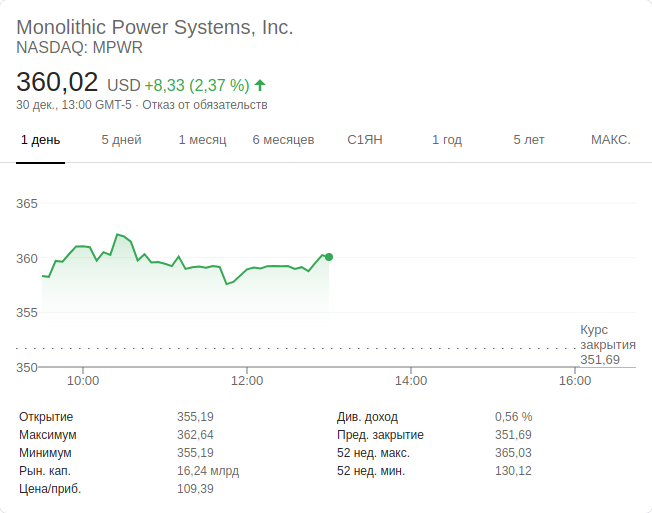 Monolithic Power Systems, Inc.
NASDAQ: MPWR
360,02 USD +8,33 (2,37 %)
30 дек., 13:00 GMT-5 · Отказ от обязательств
1 день 5 дней 1 месяц 6 месяцев С1ЯН 1 год 5 лет МАКС.
365
360
355
Курс
закрытия
351,69
350
10:00 12:00 14:00 16:00
Открытие 355,19 Див. доход 0,56 %
Максимум 362,64 Пред. закрытие 351,69
Минимум 355,19 52 нед. макс. 365,03
Рын. кап. 16,24 млрд 52 нед. мин. 130,12
Цена/приб. 109,39